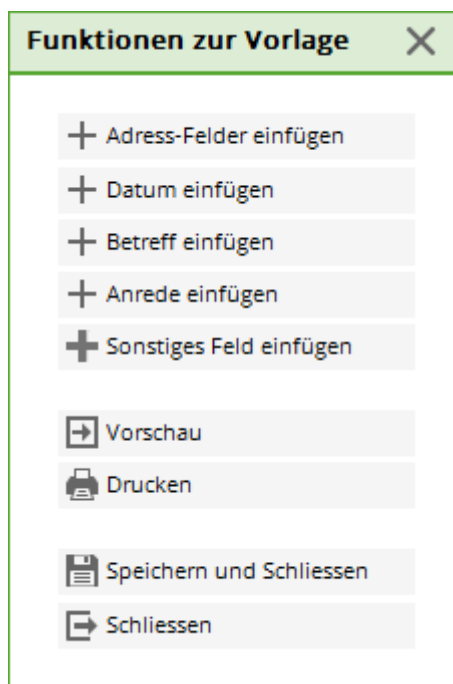 Funktionen zur Vorlage
Adress-Felder einfügen
Datum einfügen
Betreff einfügen
Anrede einfügen
Sonstiges Feld einfügen
Vorschau
Drucken
Speichern und Schliessen
Schliessen